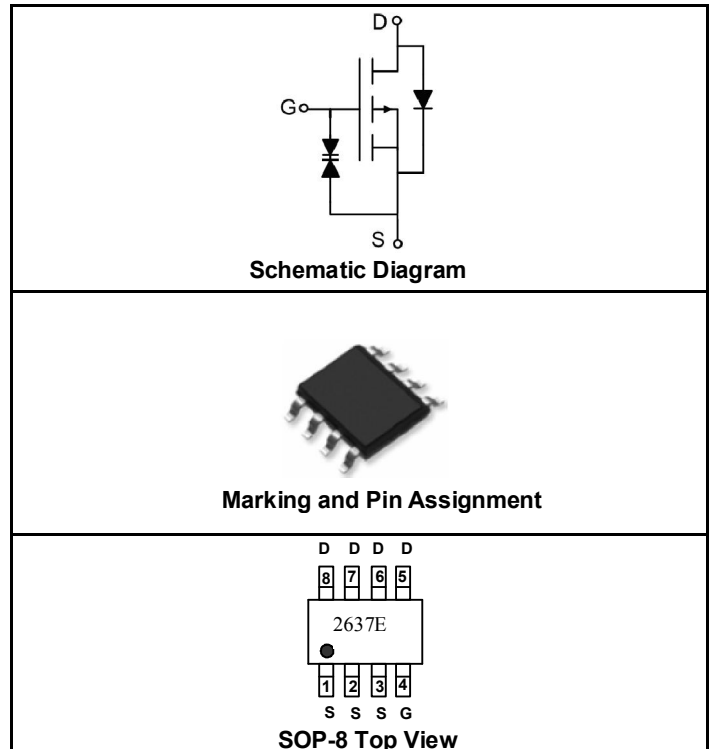 D
G
S
Schematic Diagram
Marking and Pin Assignment
D D D D
8 7 6 5
2637E
1 2 3 4
S S S G
SOP-8 Top View